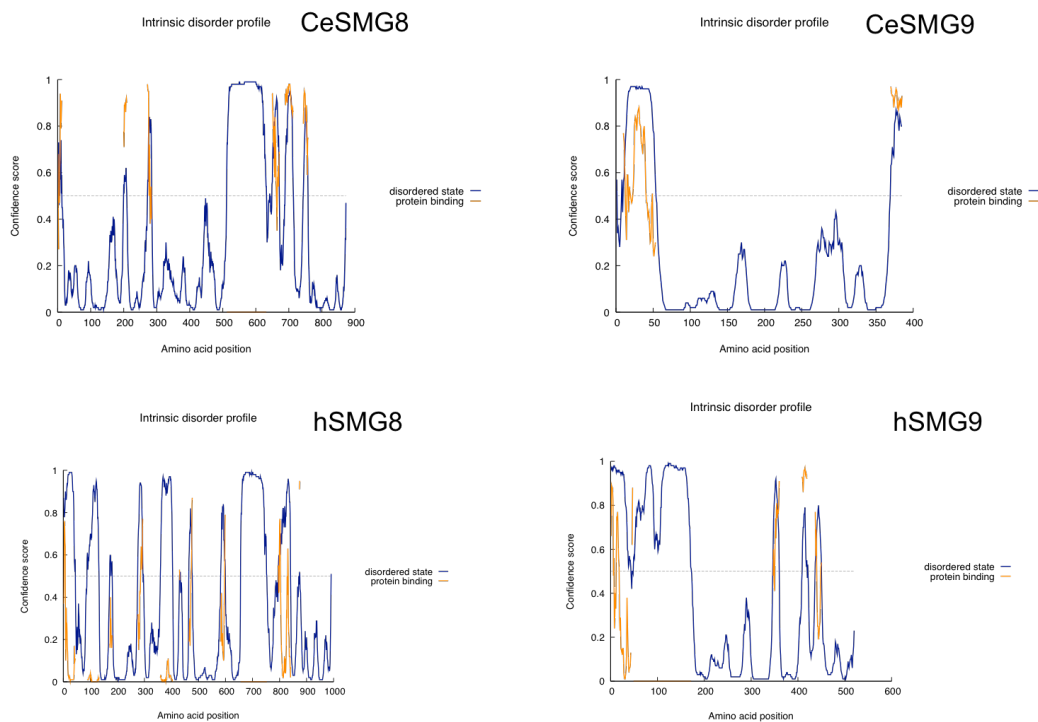 Intrinsic disorder profile CeSMG8
Confidence score
1
0.8
0.6
0.4
0.2
0
0 100 200 300 400 500 600 700 800 900
Amino acid position
disordered state
protein binding
Intrinsic disorder profile CeSMG9
Confidence score
1
0.8
0.6
0.4
0.2
0
0 50 100 150 200 250 300 350 400
Amino acid position
disordered state
protein binding
Intrinsic disorder profile hSMG8
Confidence score
1
0.8
0.6
0.4
0.2
0
0 100 200 300 400 500 600 700 800 900 1000
Amino acid position
disordered state
protein binding
Intrinsic disorder profile hSMG9
Confidence score
1
0.8
0.6
0.4
0.2
0
0 100 200 300 400 500 600
Amino acid position
disordered state
protein binding